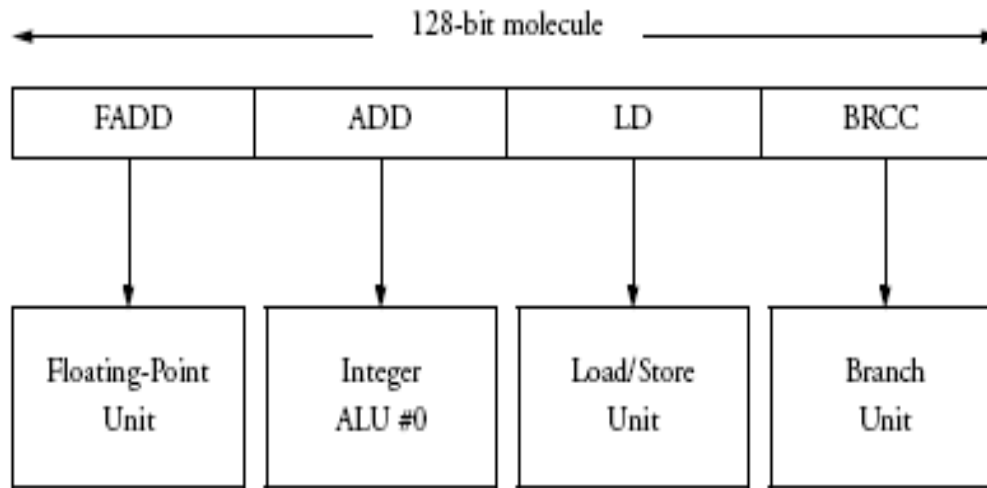 128-bit molecule
FADD
ADD
LD
BRCC
Floating-Point
Unit
Integer
ALU #0
Load/Store
Unit
Branch
Unit